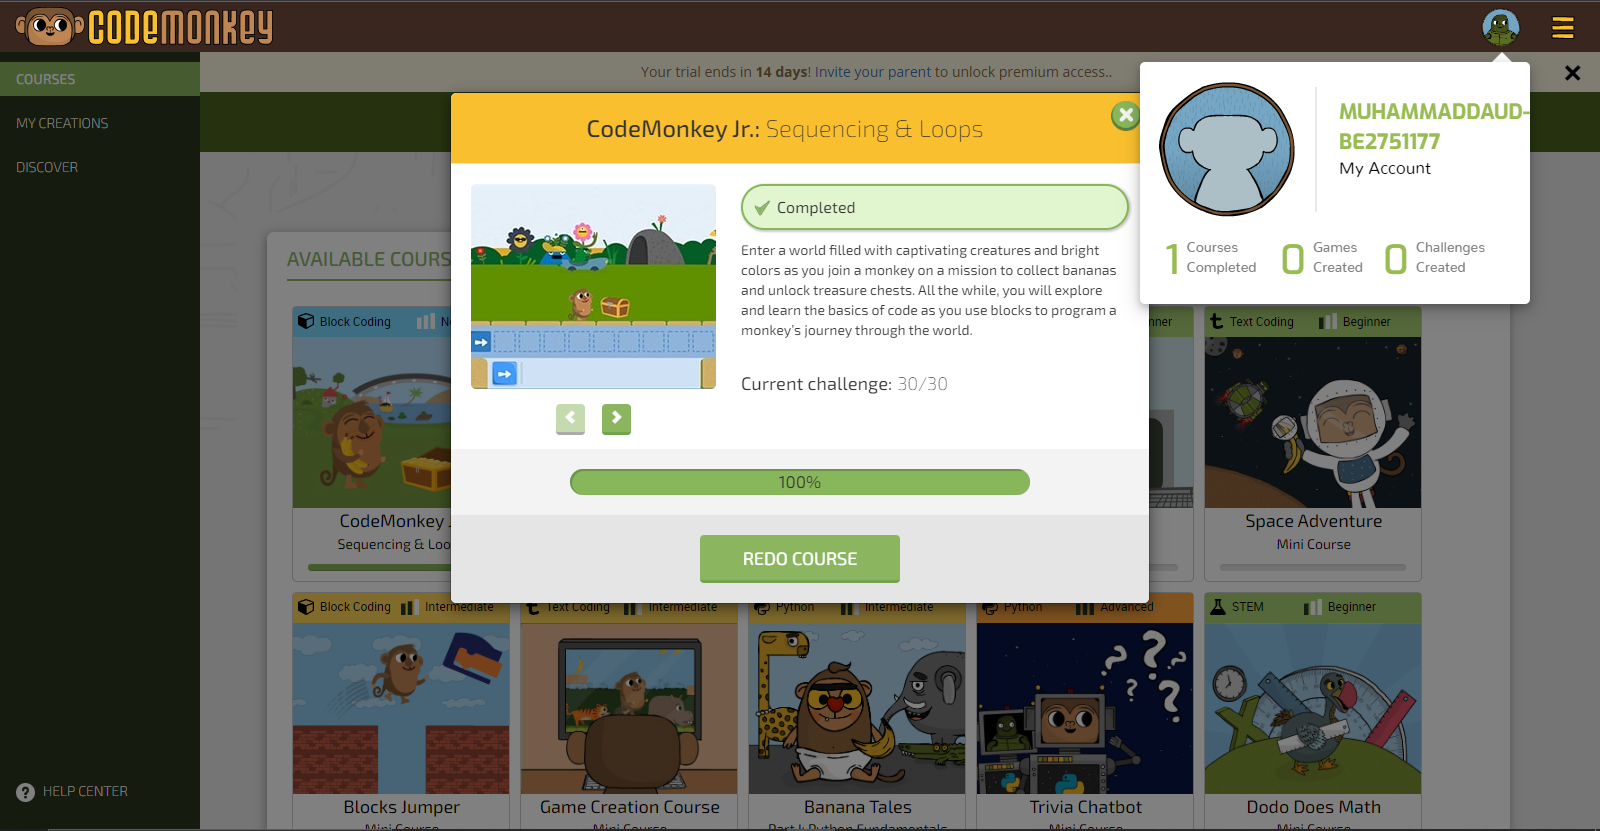 CODEMONKEY
COURSES
MY CREATIONS
DISCOVER
HELP CENTER
Your trial ends in 14 days! Invite your parent to unlock premium access..
MUHAMMADDAUD-
BE2751177
My Account
1 Courses Completed
0 Games Created
0 Challenges Created
CodeMonkey Jr.: Sequencing & Loops
Completed
Enter a world filled with captivating creatures and bright
colors as you join a monkey on a mission to collect bananas
and unlock treasure chests. All the while, you will explore
and learn the basics of code as you use blocks to program a
monkey's journey through the world.
Current challenge: 30/30
100%
REDO COURSE
AVAILABLE COURS
Block Coding
CodeMonkey J
Sequencing & Loo
Text Coding Beginner
Space Adventure
Mini Course
Block Coding Intermediate
Blocks Jumper
Mini Course
Text Coding Intermediate
Game Creation Course
Mini Course
Python Intermediate
Banana Tales
Part I: Python Fundamentals
Python Advanced
Trivia Chatbot
Mini Course
STEM Beginner
Dodo Does Math
Mini Course